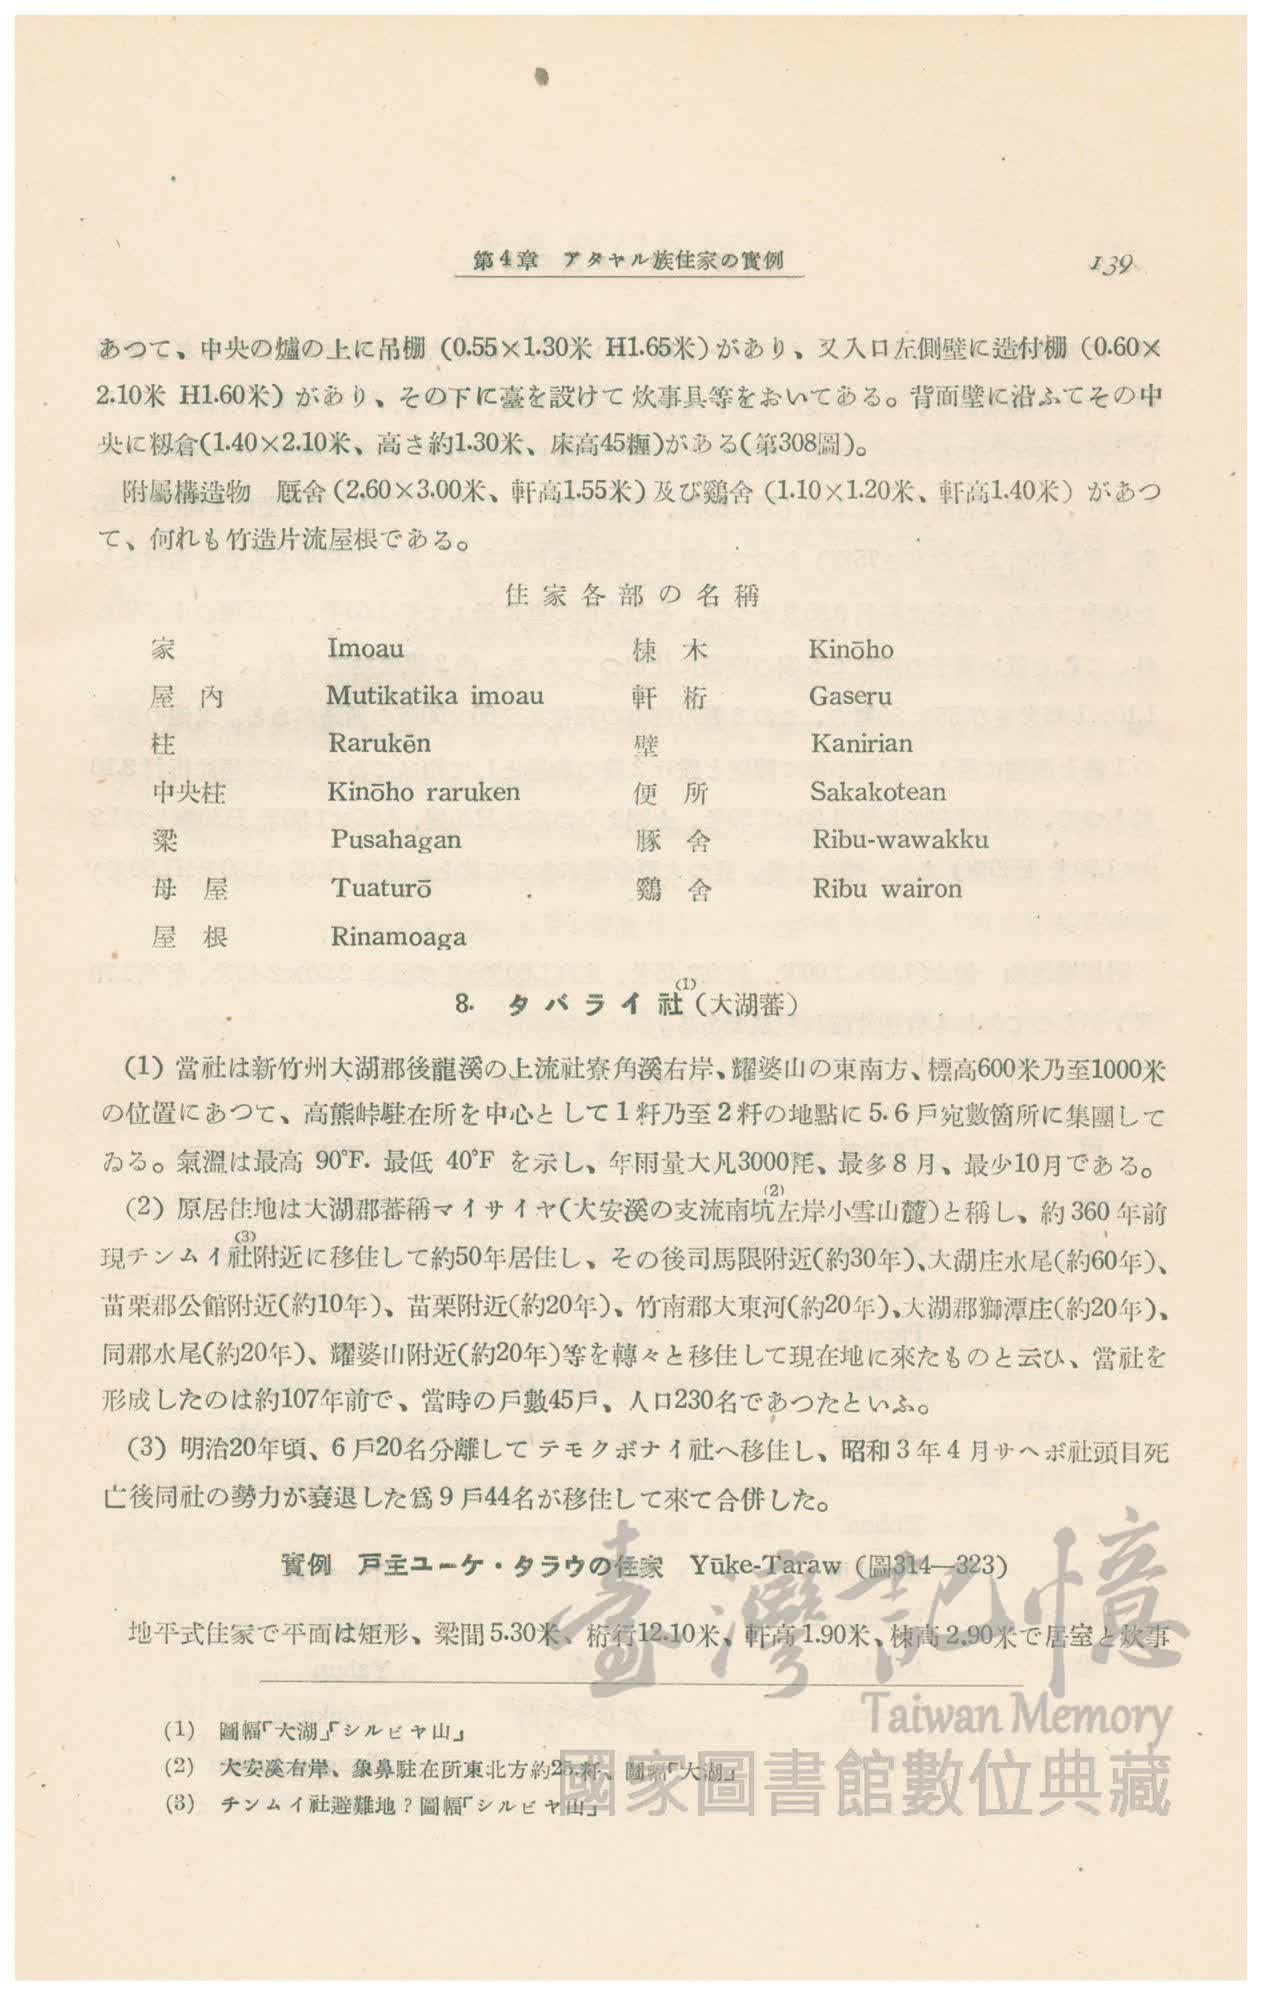 第4章　アタヤル族住家の實例
139
あつて、中央の爐の上に吊棚 (0.55×1.30米 H1.65米) があり、又入口左側壁に造付棚 (0.60×
2.10米 H1.60米) があり、その下に臺を設けて炊事具等をおいてある。背面壁に沿ふてその中
央に籾倉(1.40×2.10米、高さ約1.30米、床高45糎)がある(第308圖)。
附屬構造物　厩舍 (2.60×3.00米、軒高1.55米) 及び鷄舍 (1.10×1.20米、軒高1.40米) があつ
て、何れも竹造片流屋根である。
住家各部の名稱
家　Imoau　棟木　Kinōho
屋內　Mutikatika imoau　軒桁　Gaseru
柱　Rarukēn　壁　Kanirian
中央柱　Kinōho raruken　便所　Sakakotean
梁　Pusahagan　豚舍　Ribu-wawakku
母屋　Tuaturō　鷄舍　Ribu wairon
屋根　Rinamoaga
8. タバライ社(1)(大湖蕃)
(1) 當社は新竹州大湖郡後龍溪の上流社寮角溪右岸、耀婆山の東南方、標高600米乃至1000米
の位置にあつて、高熊峠駐在所を中心として1粁乃至2粁の地點に5.6戶宛數箇所に集團して
ゐる。氣溫は最高 90°F. 最低 40°F を示し、年雨量大凡3000粍、最多8月、最少10月である。
(2) 原居住地は大湖郡蕃稱マイサイヤ(大安溪の支流南坑(2)左岸小雪山麓)と稱し、約360年前
現チンムイ社(3)附近に移住して約50年居住し、その後司馬限附近(約30年)、大湖庄水尾(約60年)、
苗栗郡公館附近(約10年)、苗栗附近(約20年)、竹南郡大東河(約20年)、大湖郡獅潭庄(約20年)、
同郡水尾(約20年)、耀婆山附近(約20年)等を轉々と移住して現在地に來たものと云ひ、當社を
形成したのは約107年前で、當時の戶數45戶、人口230名であつたといふ。
(3) 明治20年頃、6戶20名分離してテモクボナイ社へ移住し、昭和3年4月サヘボ社頭目死
亡後同社の勢力が衰退した爲9戶44名が移住して來て合併した。
實例　戸主ユーケ・タラウの住家　Yūke-Taraw (圖314—323)
地平式住家で平面は矩形、梁間5.30米、桁行12.10米、軒高1.90米、棟高2.90米で居室と炊事
(1) 圖幅「大湖」「シルビヤ山」
(2) 大安溪右岸、象鼻駐在所東北方約2粁、圖幅「大湖」
(3) チンムイ社避難地？圖幅「シルビヤ山」
臺灣記憶
Taiwan Memory
國家圖書館數位典藏